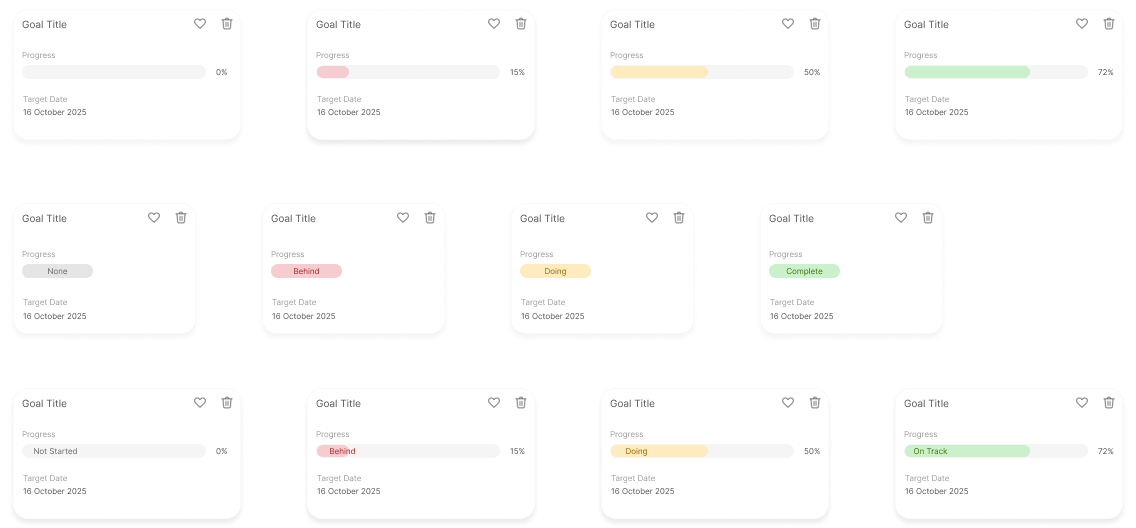 Goal Title
Progress
0%
Target Date
16 October 2025
Goal Title
Progress
15%
Target Date
16 October 2025
Goal Title
Progress
50%
Target Date
16 October 2025
Goal Title
Progress
72%
Target Date
16 October 2025
Goal Title
Progress
None
Target Date
16 October 2025
Goal Title
Progress
Behind
Target Date
16 October 2025
Goal Title
Progress
Doing
Target Date
16 October 2025
Goal Title
Progress
Complete
Target Date
16 October 2025
Goal Title
Progress
Not Started 0%
Target Date
16 October 2025
Goal Title
Progress
Behind 15%
Target Date
16 October 2025
Goal Title
Progress
Doing 50%
Target Date
16 October 2025
Goal Title
Progress
On Track 72%
Target Date
16 October 2025